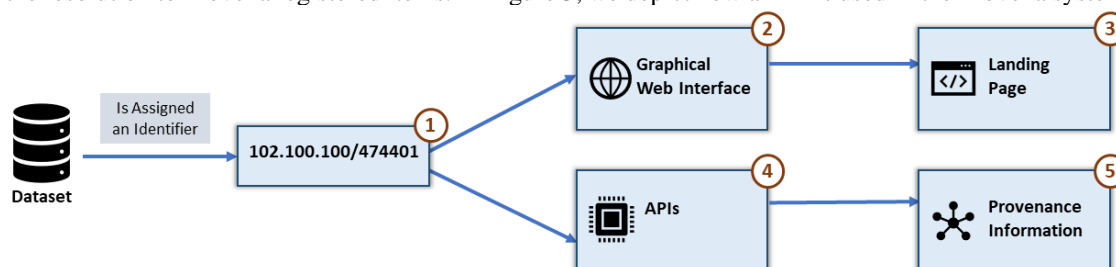 2
3
Graphical
Web Interface
Landing
Page
</>
Is Assigned
an Identifier
1
102.100.100/474401
Dataset
4
5
APIs
Provenance
Information